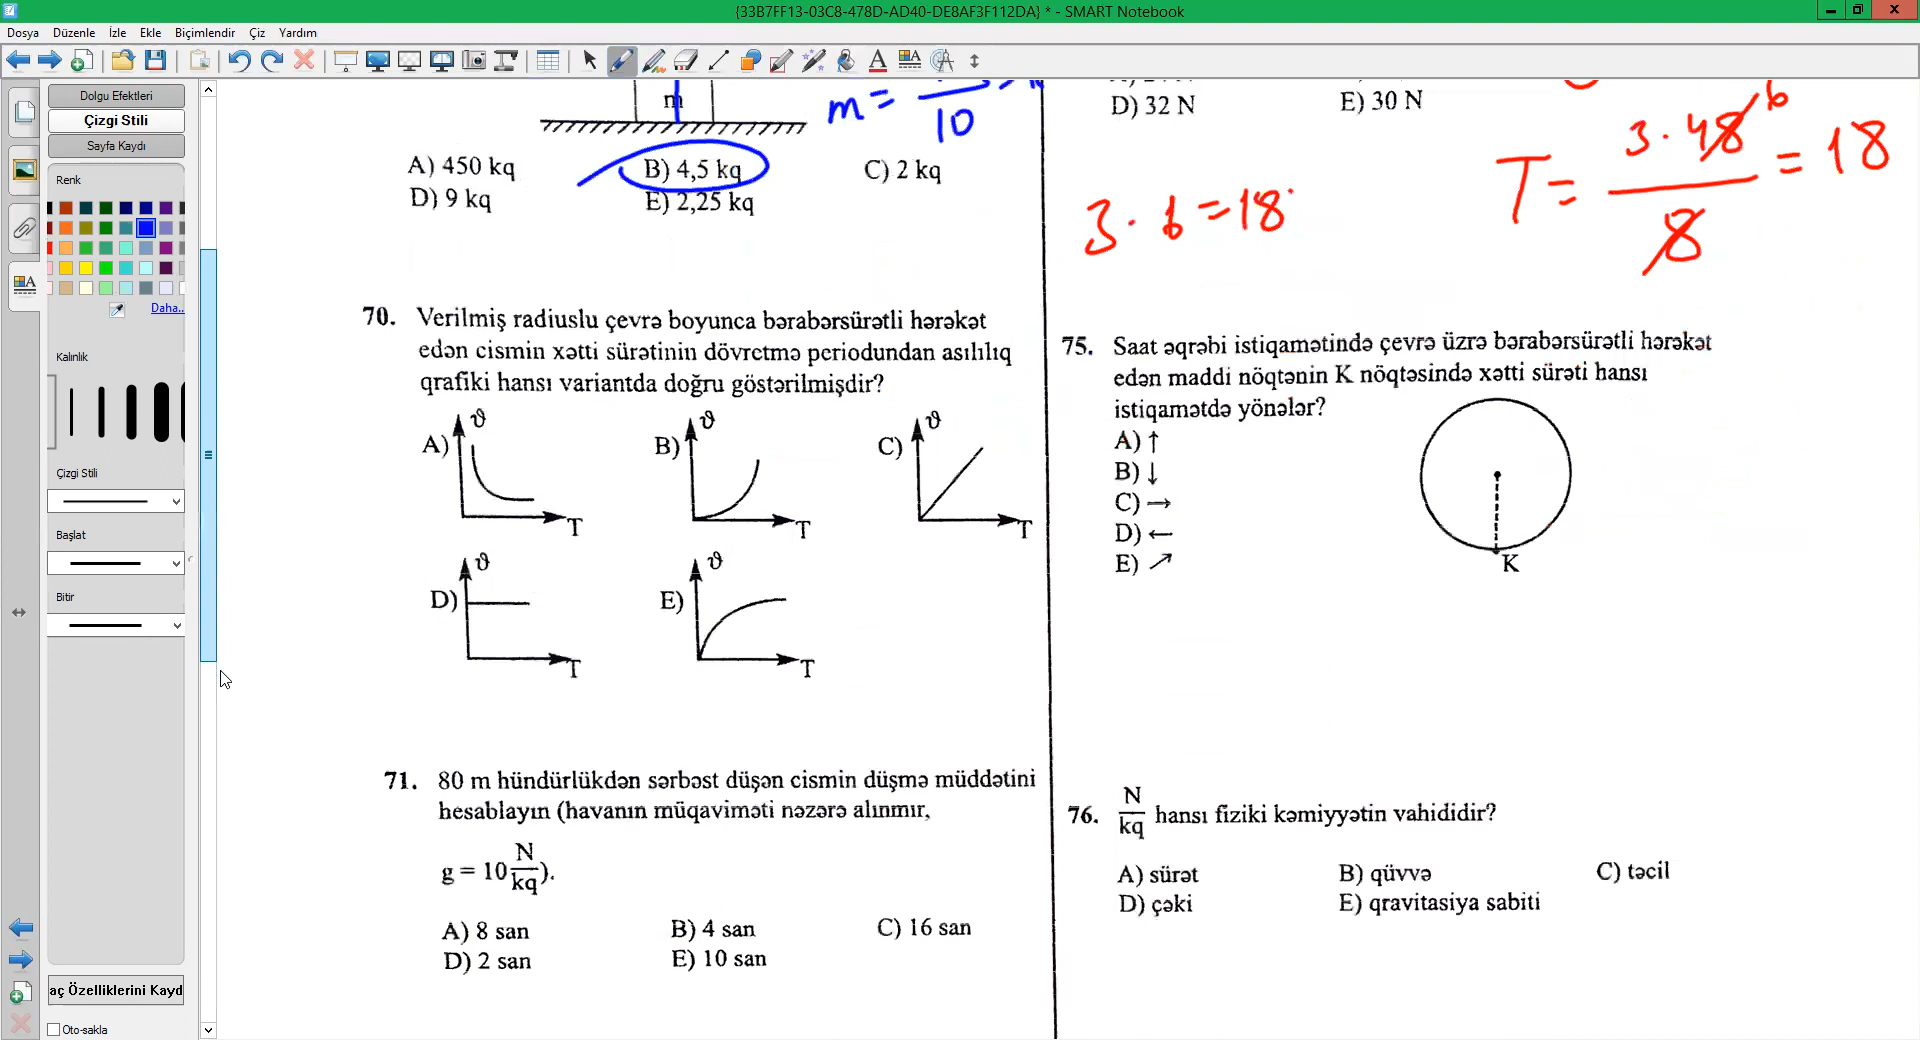 {33B7FF13-03C8-478D-AD40-DE8AF3F112DA} * - SMART Notebook
Dosya Düzenle İzle Ekle Biçimlendir Çiz Yardım
Dolgu Efektleri
Çizgi Stili
Sayfa Kaydı
Renk
Daha..
Kalınlık
Çizgi Stili
Başlat
Bitir
aç Özelliklerini Kayd
Oto-sakla
m
m =
10
A) 450 kq B) 4,5 kq C) 2 kq
D) 9 kq E) 2,25 kq
70. Verilmiş radiuslu çevrə boyunca bərabərsürətli hərəkət
edən cismin xətti sürətinin dövretmə periodundan asılılıq
qrafiki hansı variantda doğru göstərilmişdir?
A) ϑ T
B) ϑ T
C) ϑ T
D) ϑ T
E) ϑ T
71. 80 m hündürlükdən sərbəst düşən cismin düşmə müddətini
hesablayın (havanın müqaviməti nəzərə alınmır,
g = 10 N/kq).
A) 8 san B) 4 san C) 16 san
D) 2 san E) 10 san
D) 32 N E) 30 N
3 · 6 = 18
T = 3 · 48 / 8 = 18
6
75. Saat əqrəbi istiqamətində çevrə üzrə bərabərsürətli hərəkət
edən maddi nöqtənin K nöqtəsində xətti sürəti hansı
istiqamətdə yönələr?
A) ↑
B) ↓
C) →
D) ←
E) ↗
K
76. N/kq hansı fiziki kəmiyyətin vahididir?
A) sürət B) qüvvə C) təcil
D) çəki E) qravitasiya sabiti